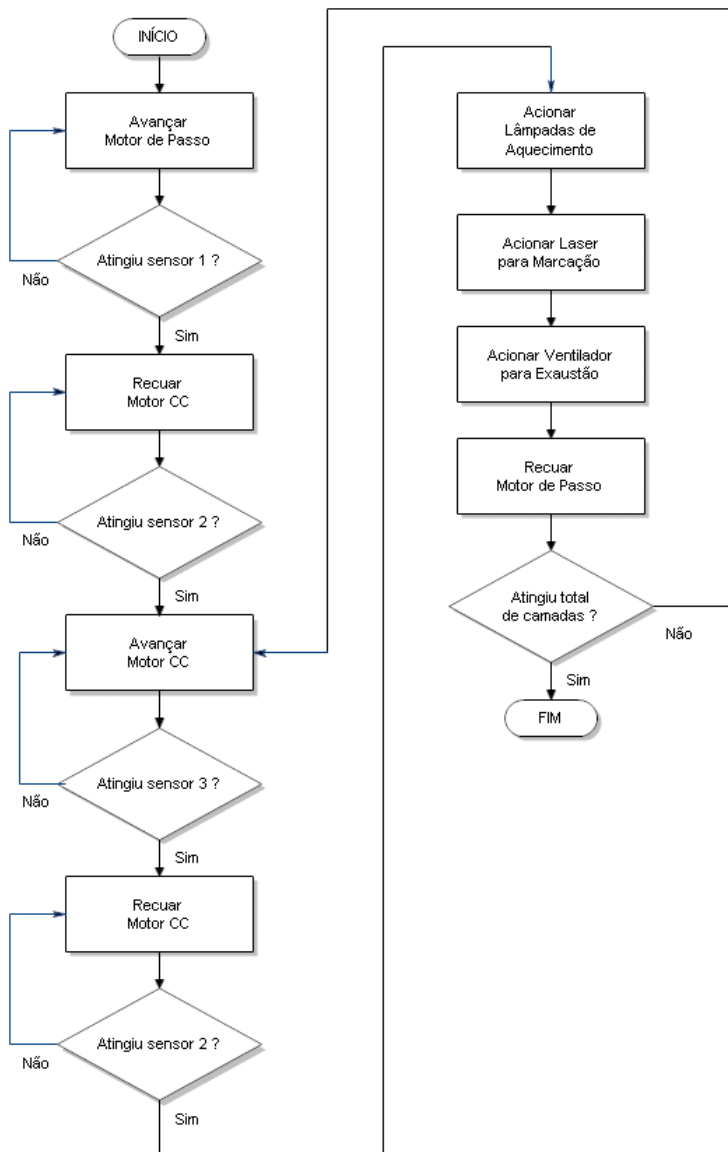 INÍCIO
Avançar
Motor de Passo
Atingiu sensor 1 ?
Não
Sim
Recuar
Motor CC
Atingiu sensor 2 ?
Não
Sim
Avançar
Motor CC
Atingiu sensor 3 ?
Não
Sim
Recuar
Motor CC
Atingiu sensor 2 ?
Não
Sim
Acionar
Lâmpadas de
Aquecimento
Acionar Laser
para Marcação
Acionar Ventilador
para Exaustão
Recuar
Motor de Passo
Atingiu total
de camadas ?
Não
Sim
FIM